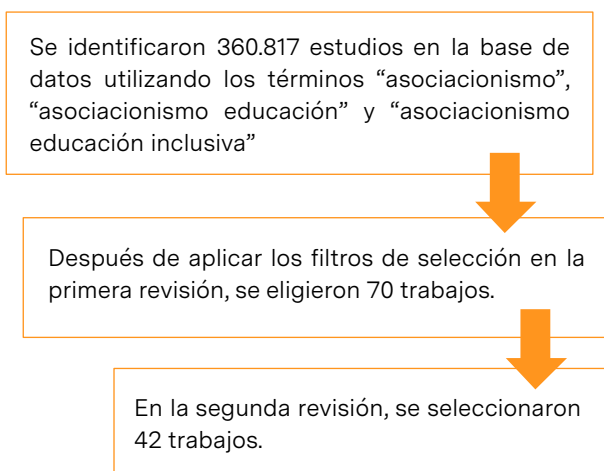 Se identificaron 360.817 estudios en la base de
datos utilizando los términos “asociacionismo”,
“asociacionismo educación” y “asociacionismo
educación inclusiva”
Después de aplicar los filtros de selección en la
primera revisión, se eligieron 70 trabajos.
En la segunda revisión, se seleccionaron
42 trabajos.